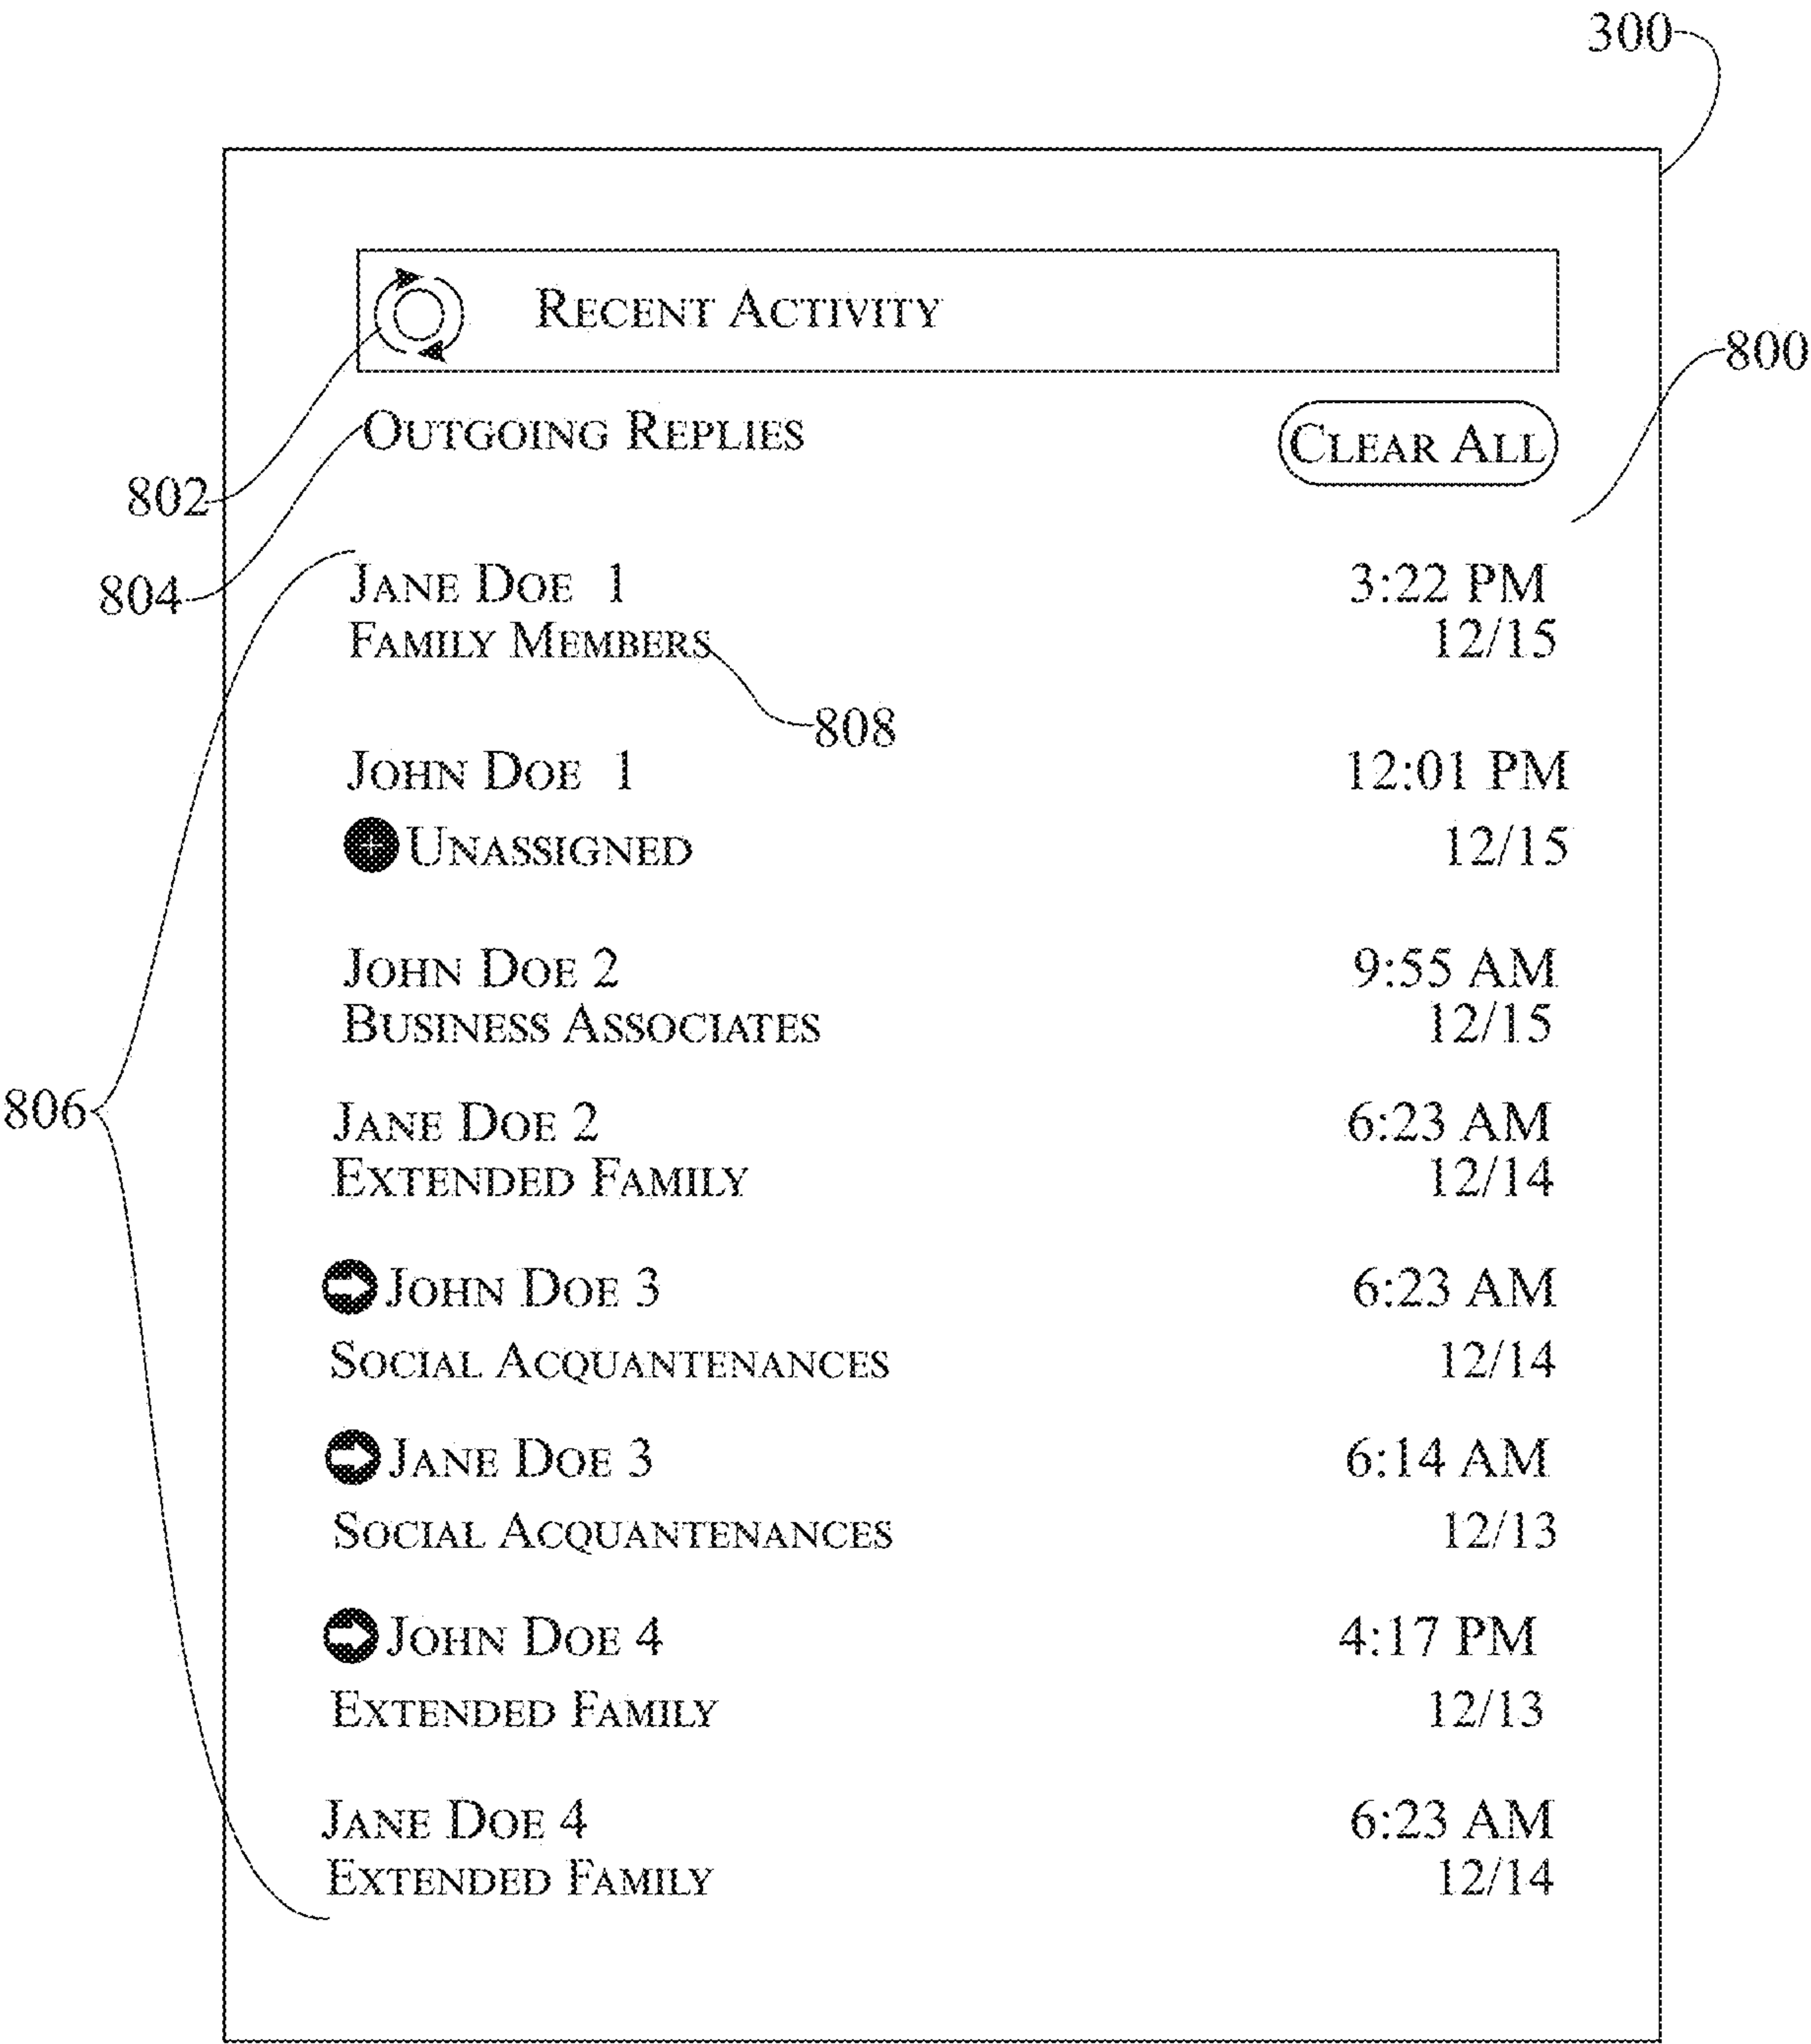 300
RECENT ACTIVITY
800
OUTGOING REPLIES
CLEAR ALL
802
804
JANE DOE 1 3:22 PM
FAMILY MEMBERS 12/15
808
JOHN DOE 1 12:01 PM
UNASSIGNED 12/15
JOHN DOE 2 9:55 AM
BUSINESS ASSOCIATES 12/15
806
JANE DOE 2 6:23 AM
EXTENDED FAMILY 12/14
JOHN DOE 3 6:23 AM
SOCIAL ACQUANTENANCES 12/14
JANE DOE 3 6:14 AM
SOCIAL ACQUANTENANCES 12/13
JOHN DOE 4 4:17 PM
EXTENDED FAMILY 12/13
JANE DOE 4 6:23 AM
EXTENDED FAMILY 12/14